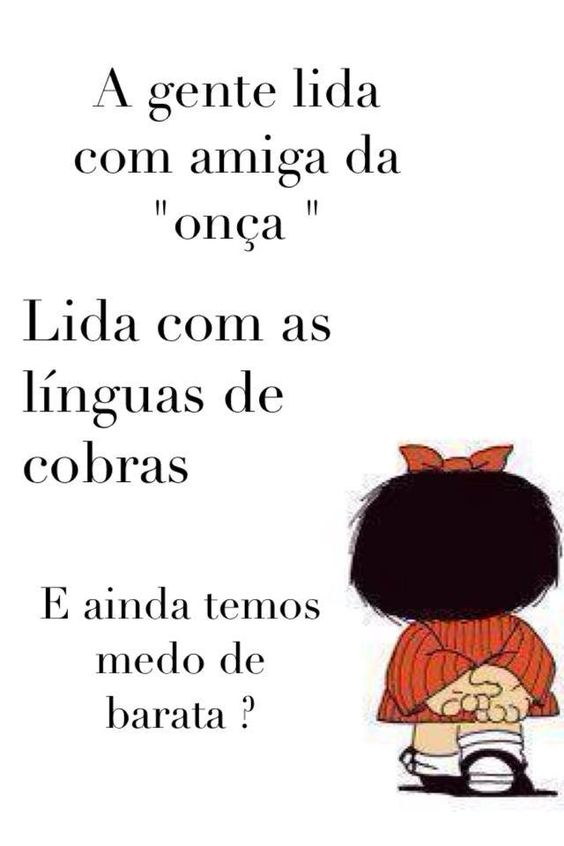 A gente lida
com amiga da
"onça "
Lida com as
línguas de
cobras
E ainda temos
medo de
barata ?